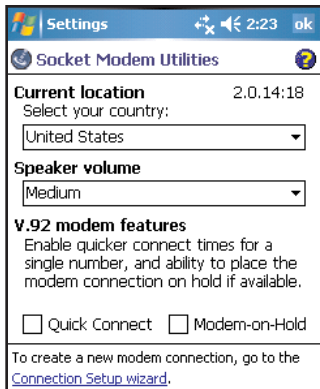 Settings 2:23 ok
Socket Modem Utilities
Current location 2.0.14:18
Select your country:
United States
Speaker volume
Medium
V.92 modem features
Enable quicker connect times for a
single number, and ability to place the
modem connection on hold if available.
Quick Connect Modem-on-Hold
To create a new modem connection, go to the
Connection Setup wizard.